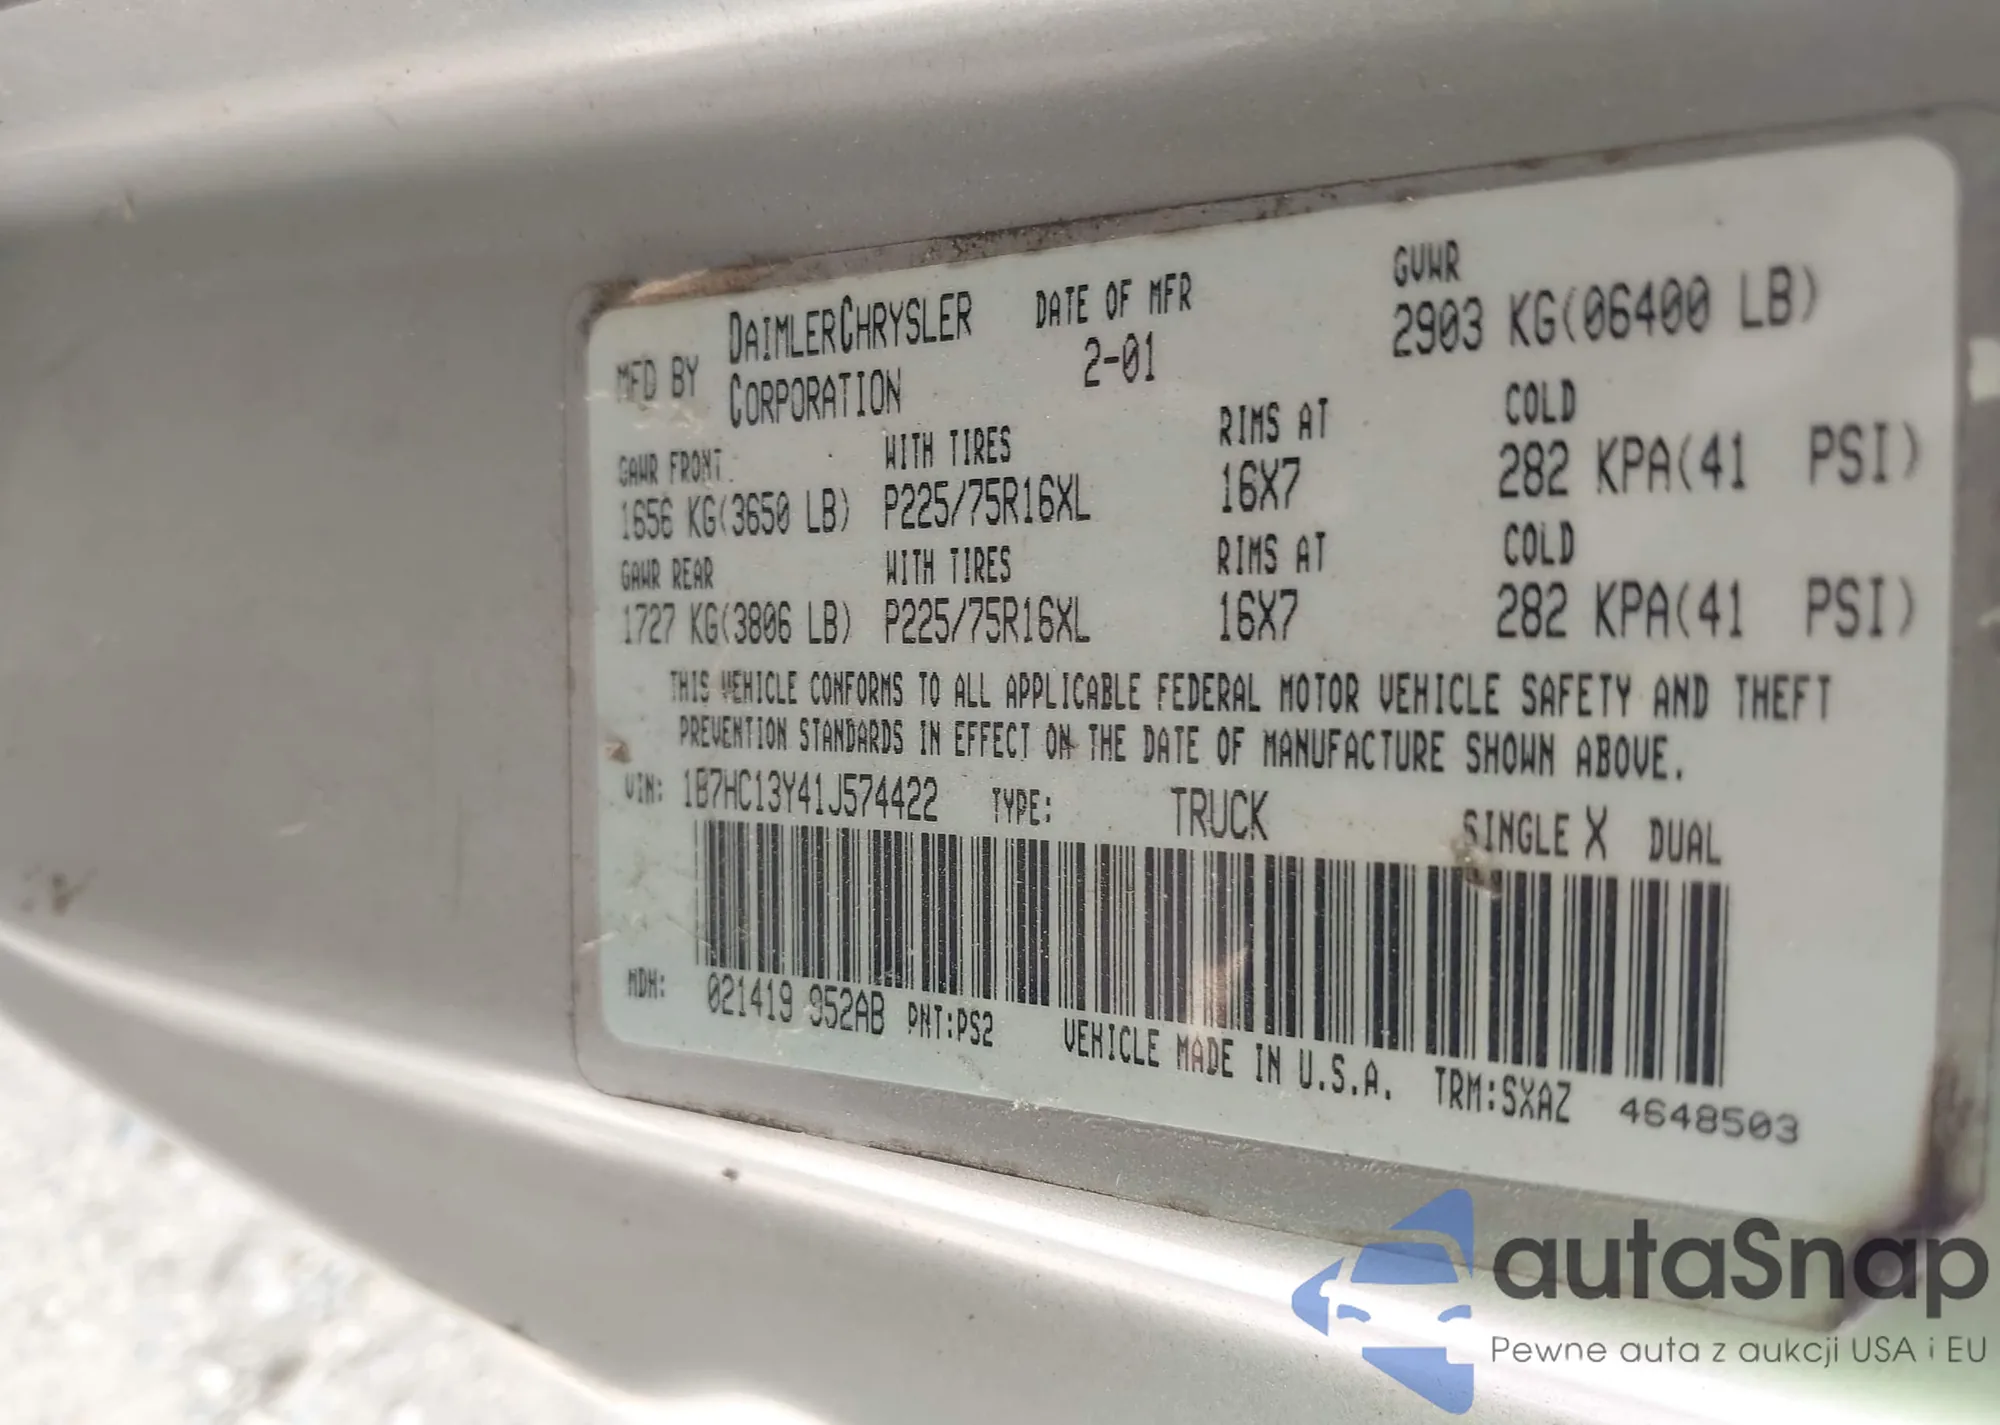 MFD BY DAIMLERCHRYSLER CORPORATION
DATE OF MFR
2-01
GVWR
2903 KG(06400 LB)
GAWR FRONT. WITH TIRES RIMS AT COLD
1656 KG(3650 LB) P225/75R16XL 16X7 282 KPA(41 PSI)
GAWR REAR WITH TIRES RIMS AT COLD
1727 KG(3806 LB) P225/75R16XL 16X7 282 KPA(41 PSI)
THIS VEHICLE CONFORMS TO ALL APPLICABLE FEDERAL MOTOR VEHICLE SAFETY AND THEFT
PREVENTION STANDARDS IN EFFECT ON THE DATE OF MANUFACTURE SHOWN ABOVE.
VIN: 1B7HC13Y41J574422 TYPE: TRUCK SINGLE X DUAL
MDH: 021419 952AB PNT:PS2 VEHICLE MADE IN U.S.A. TRM:SXAZ 4648503
autaSnap
Pewne auta z aukcji USA i EU